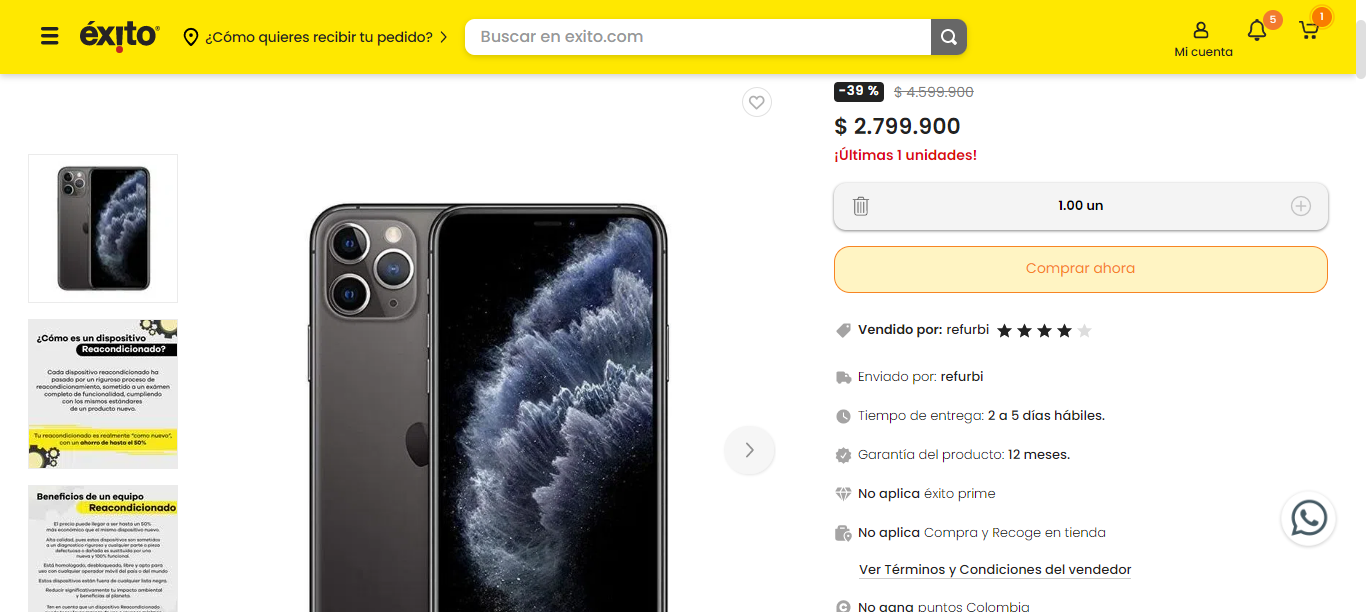 éxito
¿Cómo quieres recibir tu pedido?
Buscar en exito.com
Mi cuenta
5
1
-39 %
$ 4.599.900
$ 2.799.900
¡Últimas 1 unidades!
1.00 un
Comprar ahora
Vendido por: refurbi
Enviado por: refurbi
Tiempo de entrega: 2 a 5 días hábiles.
Garantía del producto: 12 meses.
No aplica éxito prime
No aplica Compra y Recoge en tienda
Ver Términos y Condiciones del vendedor
No gana puntos Colombia
¿Cómo es un dispositivo
Reacondicionado?
Cada dispositivo reacondicionado ha
pasado por un riguroso proceso de
reacondicionamiento, sometido a un exámen
completo de funcionalidad, cumpliendo
con los mismos estándares
de un producto nuevo.
Tu reacondicionado es realmente "como nuevo",
con un ahorro de hasta el 50%
Beneficios de un equipo
Reacondicionado
El precio puede llegar a ser hasta un 50%
más económico que el mismo dispositivo nuevo.
Alta calidad, pues estos dispositivos son sometidos
a un diagnostico riguroso y cualquier parte o pieza
defectuosa o dañada es sustituida por una
nueva y 100% funcional.
Está homologado, desbloqueado, libre y apto para
uso con cualquier operador móvil del país o del mundo
Estos dispositivos están fuera de cualquier lista negra.
Reducir significativamente tu impacto ambiental
y beneficias al planeta.
Ten en cuenta que un dispositivo Reacondicionado